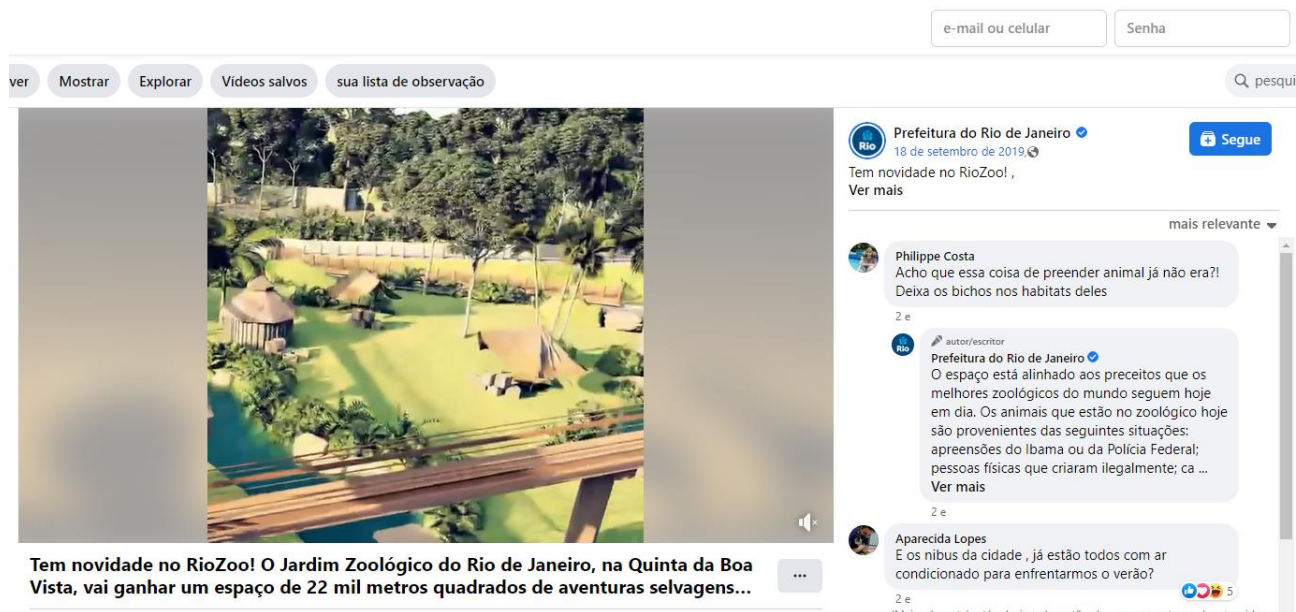 e-mail ou celular
Senha
ver
Mostrar
Explorar
Vídeos salvos
sua lista de observação
pesqui
Prefeitura do Rio de Janeiro
18 de setembro de 2019,
Segue
Tem novidade no RioZoo! ,
Ver mais
mais relevante
Philippe Costa
Acho que essa coisa de preender animal já não era?!
Deixa os bichos nos habitats deles
2 e
autor/escritor
Prefeitura do Rio de Janeiro
O espaço está alinhado aos preceitos que os
melhores zoológicos do mundo seguem hoje
em dia. Os animais que estão no zoológico hoje
são provenientes das seguintes situações:
apreensões do Ibama ou da Polícia Federal;
pessoas físicas que criaram ilegalmente; ca ...
Ver mais
2 e
Aparecida Lopes
E os nibus da cidade , já estão todos com ar
condicionado para enfrentarmos o verão?
5
2 e
Tem novidade no RioZoo! O Jardim Zoológico do Rio de Janeiro, na Quinta da Boa
Vista, vai ganhar um espaço de 22 mil metros quadrados de aventuras selvagens...